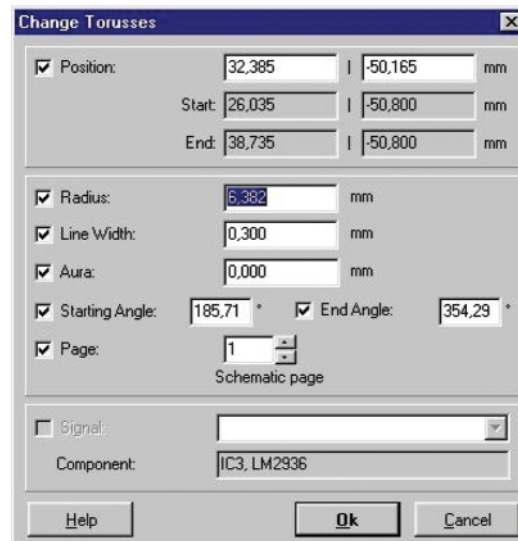 Change Torusses
Position: 32,385 | -50,165 mm
Start: 26,035 | -50,800 mm
End: 38,735 | -50,800 mm
Radius: 6,382 mm
Line Width: 0,300 mm
Aura: 0,000 mm
Starting Angle: 185,71 ° End Angle: 354,29 °
Page: 1
Schematic page
Signal:
Component: IC3, LM2936
Help Ok Cancel